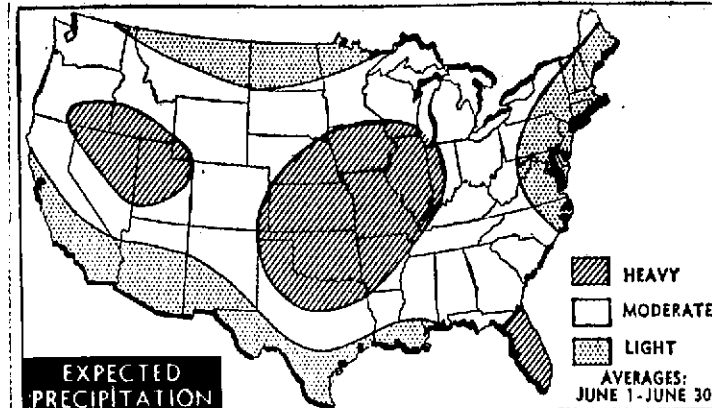 HEAVY
MODERATE
LIGHT
AVERAGES:
JUNE 1-JUNE 30
EXPECTED
PRECIPITATION